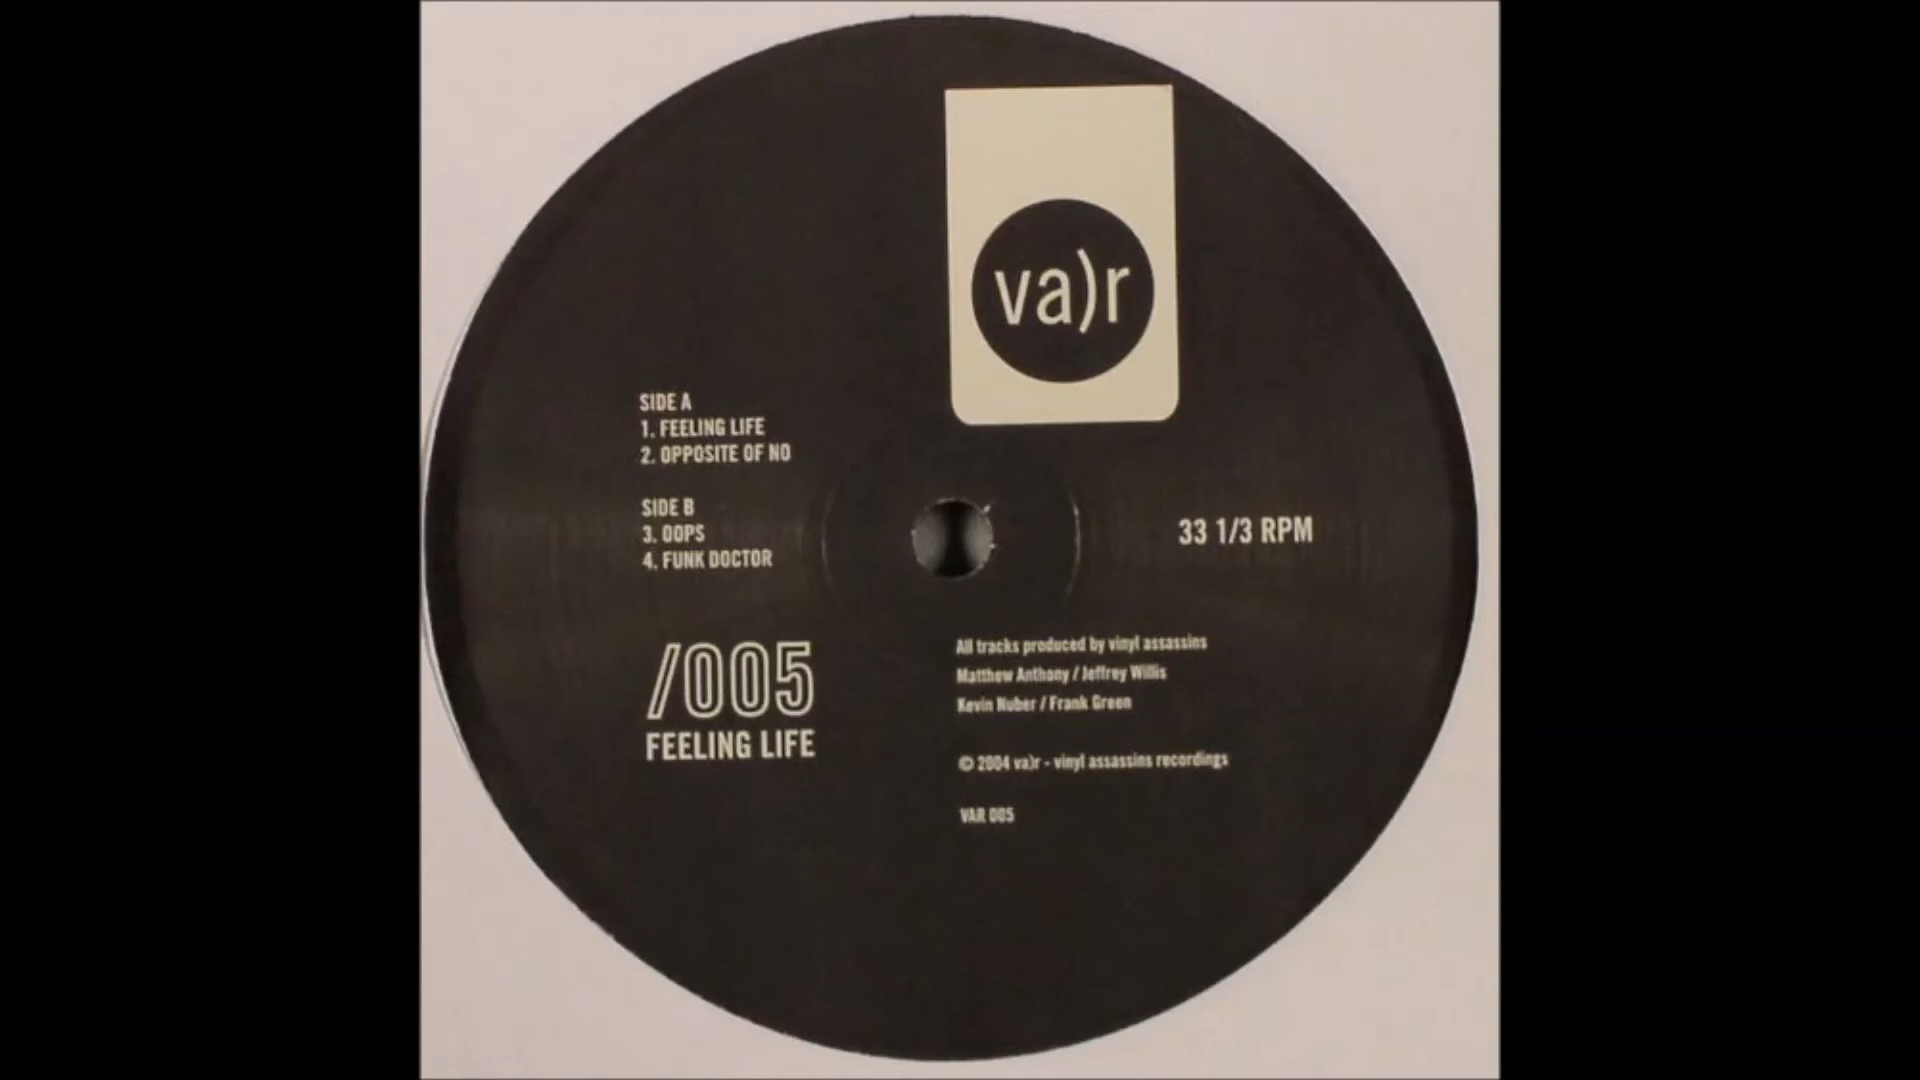 va)r
SIDE A
1. FEELING LIFE
2. OPPOSITE OF NO
SIDE B
3. OOPS
4. FUNK DOCTOR
33 1/3 RPM
/005
FEELING LIFE
All tracks produced by vinyl assassins
Matthew Anthony / Jeffrey Willis
Kevin Nuber / Frank Green
© 2004 va)r - vinyl assassins recordings
VAR 005